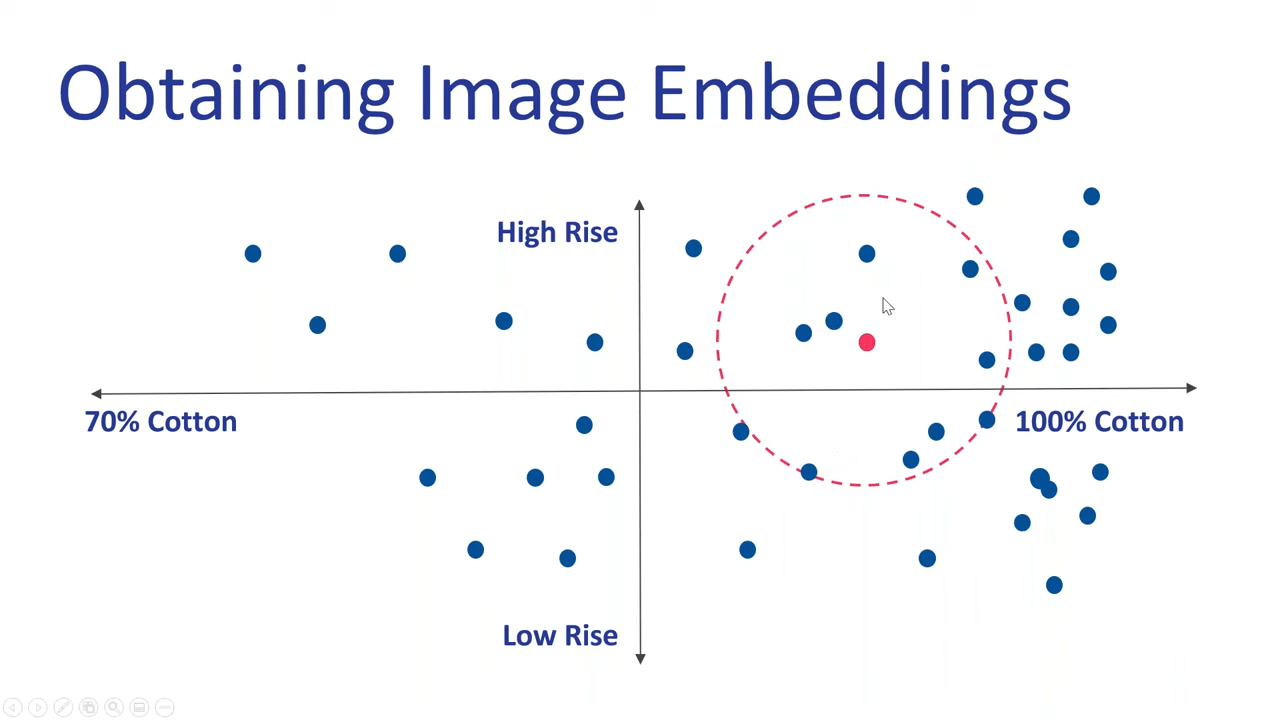 Obtaining Image Embeddings
High Rise
70% Cotton
100% Cotton
Low Rise